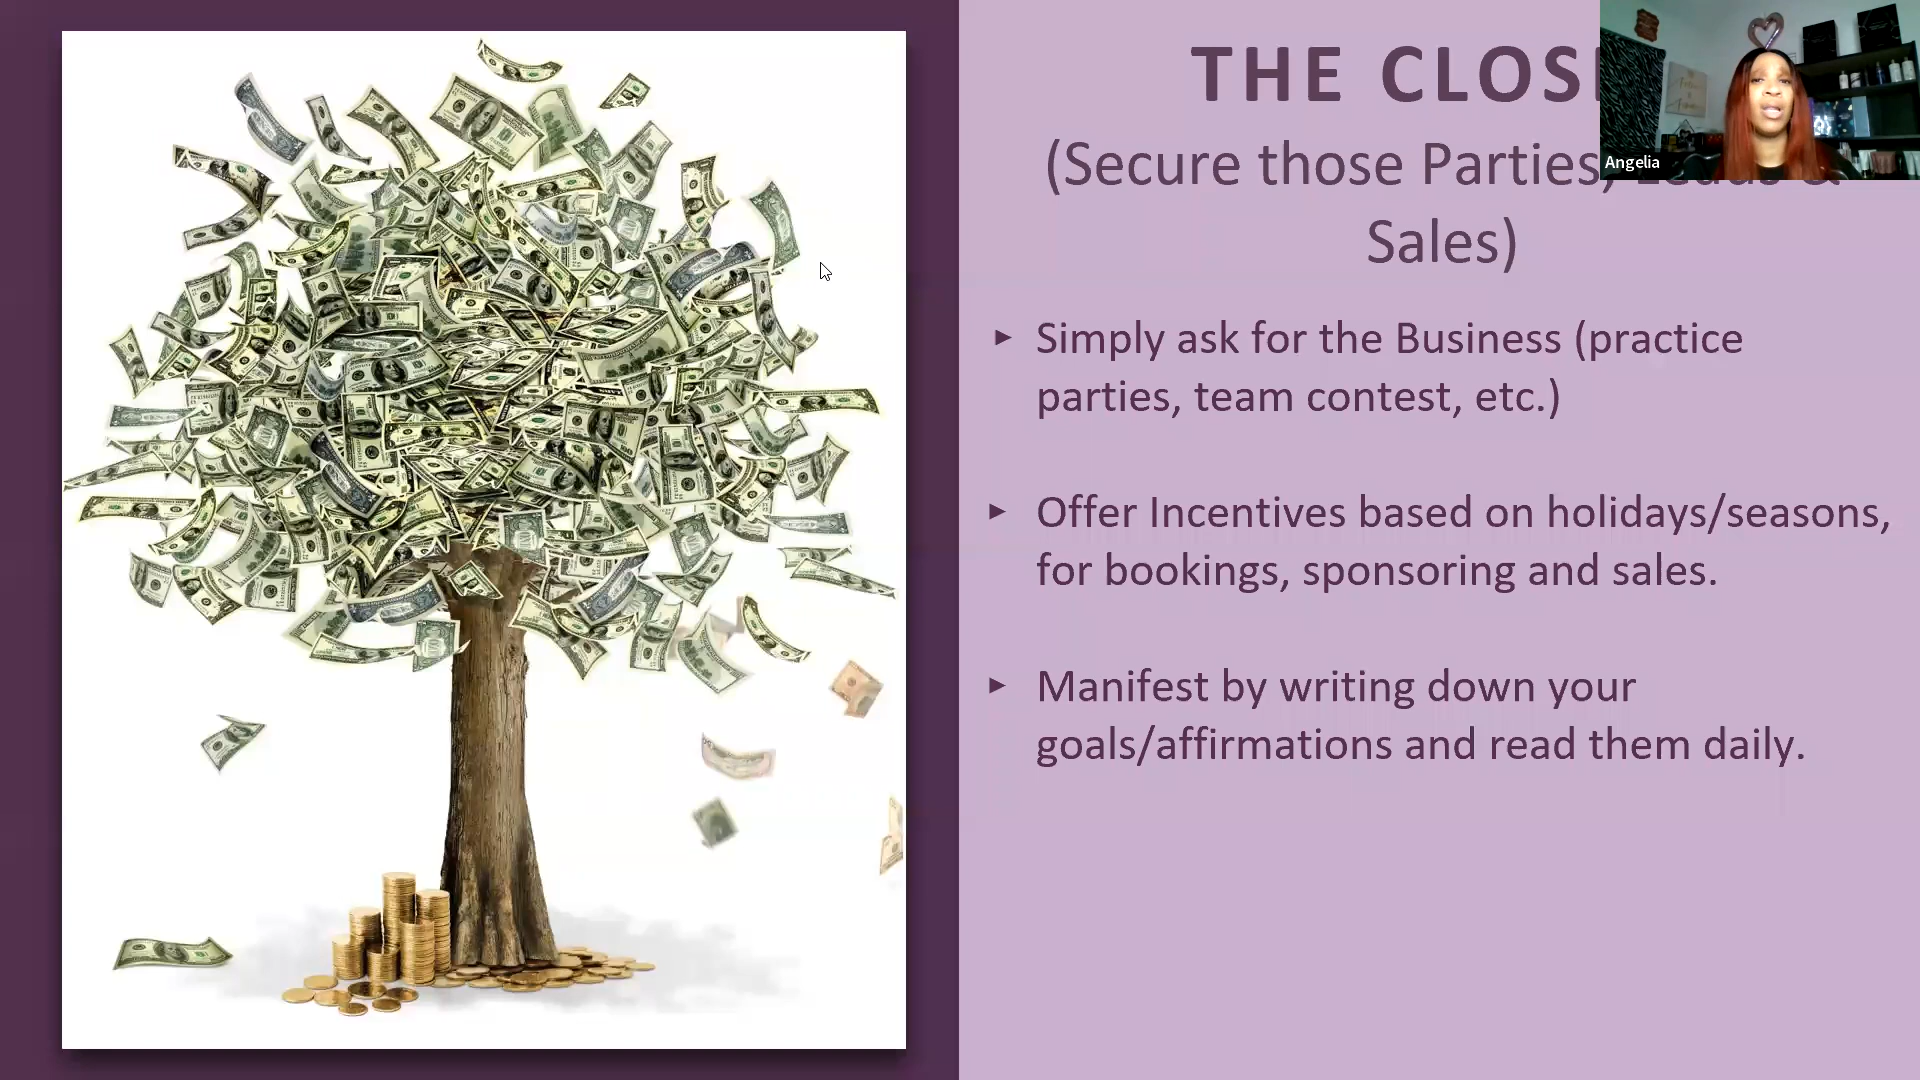 THE CLOS
(Secure those Parties,
Sales)
Angelia
▸ Simply ask for the Business (practice
parties, team contest, etc.)
▸ Offer Incentives based on holidays/seasons,
for bookings, sponsoring and sales.
▸ Manifest by writing down your
goals/affirmations and read them daily.